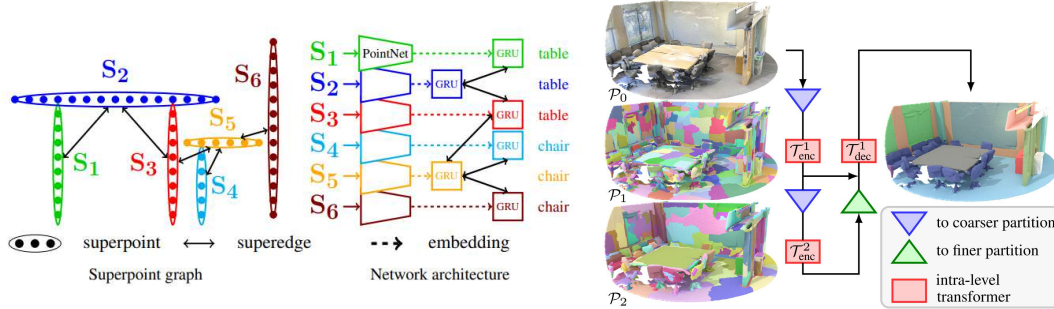 S2
S6
S5
S1
S3
S4
superpoint
superedge
embedding
Superpoint graph
S1
PointNet
GRU
table
S2
GRU
table
S3
GRU
table
S4
GRU
chair
S5
GRU
chair
S6
GRU
chair
Network architecture
P0
P1
P2
T1enc
T1dec
T2enc
to coarser partition
to finer partition
intra-level
transformer